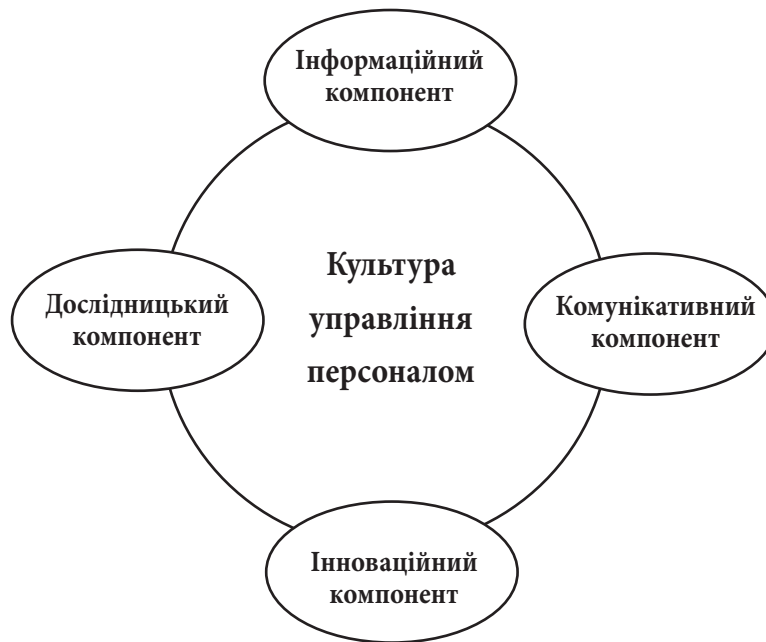 Інформаційний
компонент
Культура
управління
персоналом
Дослідницький
компонент
Комунікативний
компонент
Інноваційний
компонент